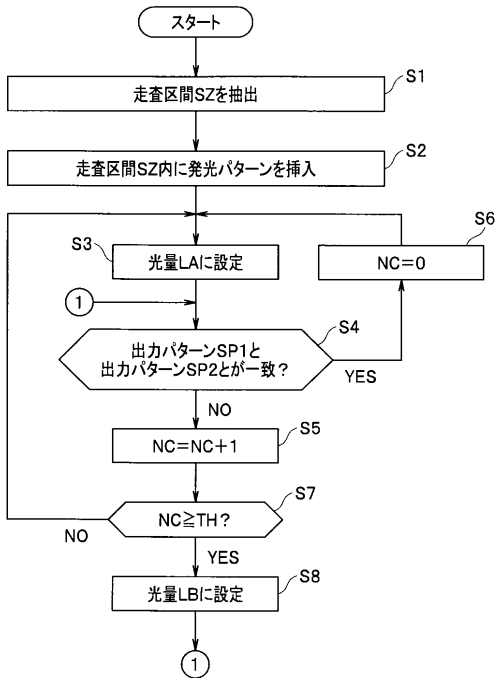 スタート
S1
走査区間SZを抽出
S2
走査区間SZ内に発光パターンを挿入
S3
光量LAに設定
S6
NC=0
1
S4
出力パターンSP1と
出力パターンSP2とが一致?
YES
NO
S5
NC=NC+1
S7
NC≧TH?
NO
YES
S8
光量LBに設定
1